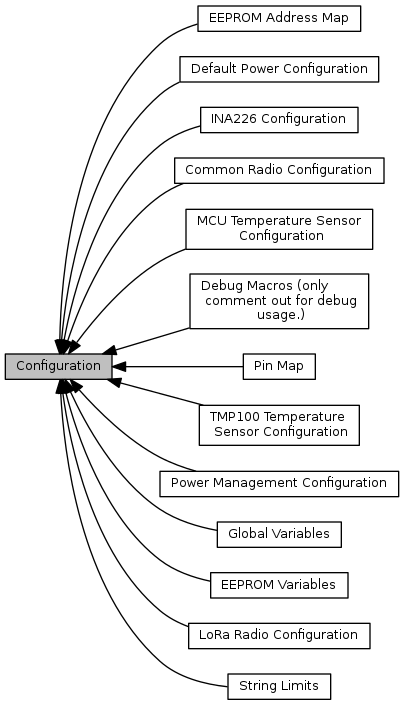 EEPROM Address Map
Default Power Configuration
INA226 Configuration
Common Radio Configuration
MCU Temperature Sensor
Configuration
Debug Macros (only
comment out for debug
usage.)
Configuration
Pin Map
TMP100 Temperature
Sensor Configuration
Power Management Configuration
Global Variables
EEPROM Variables
LoRa Radio Configuration
String Limits